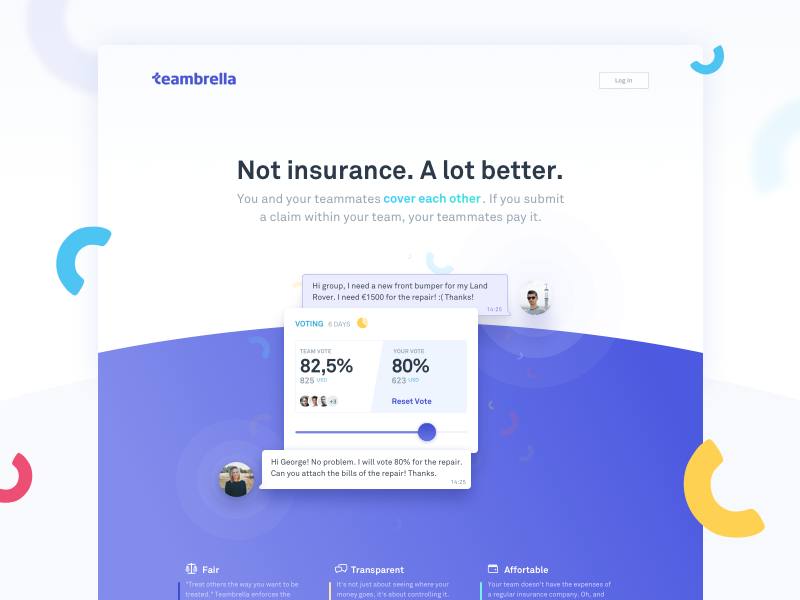 teambrella
Log In
Not insurance. A lot better.
You and your teammates cover each other. If you submit
a claim within your team, your teammates pay it.
Hi group, I need a new front bumper for my Land
Rover. I need €1500 for the repair! :( Thanks!
14:25
VOTING 6 DAYS
TEAM VOTE
82,5%
825 USD
+3
YOUR VOTE
80%
623 USD
Reset Vote
Hi George! No problem. I will vote 80% for the repair.
Can you attach the bills of the repair! Thanks.
14:25
Fair
"Treat others the way you want to be
treated." Teambrella enforces the
Transparent
It's not just about seeing where your
money goes, it's about controlling it.
Affortable
Your team doesn't have the expenses of
a regular insurance company. Oh, and